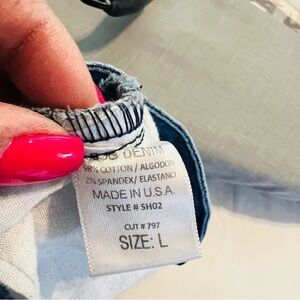 DENIM
98% COTTON / ALGODON
2% SPANDEX/ ELASTANO
MADE IN U.S.A.
STYLE # SH02
CUT # 797
SIZE: L